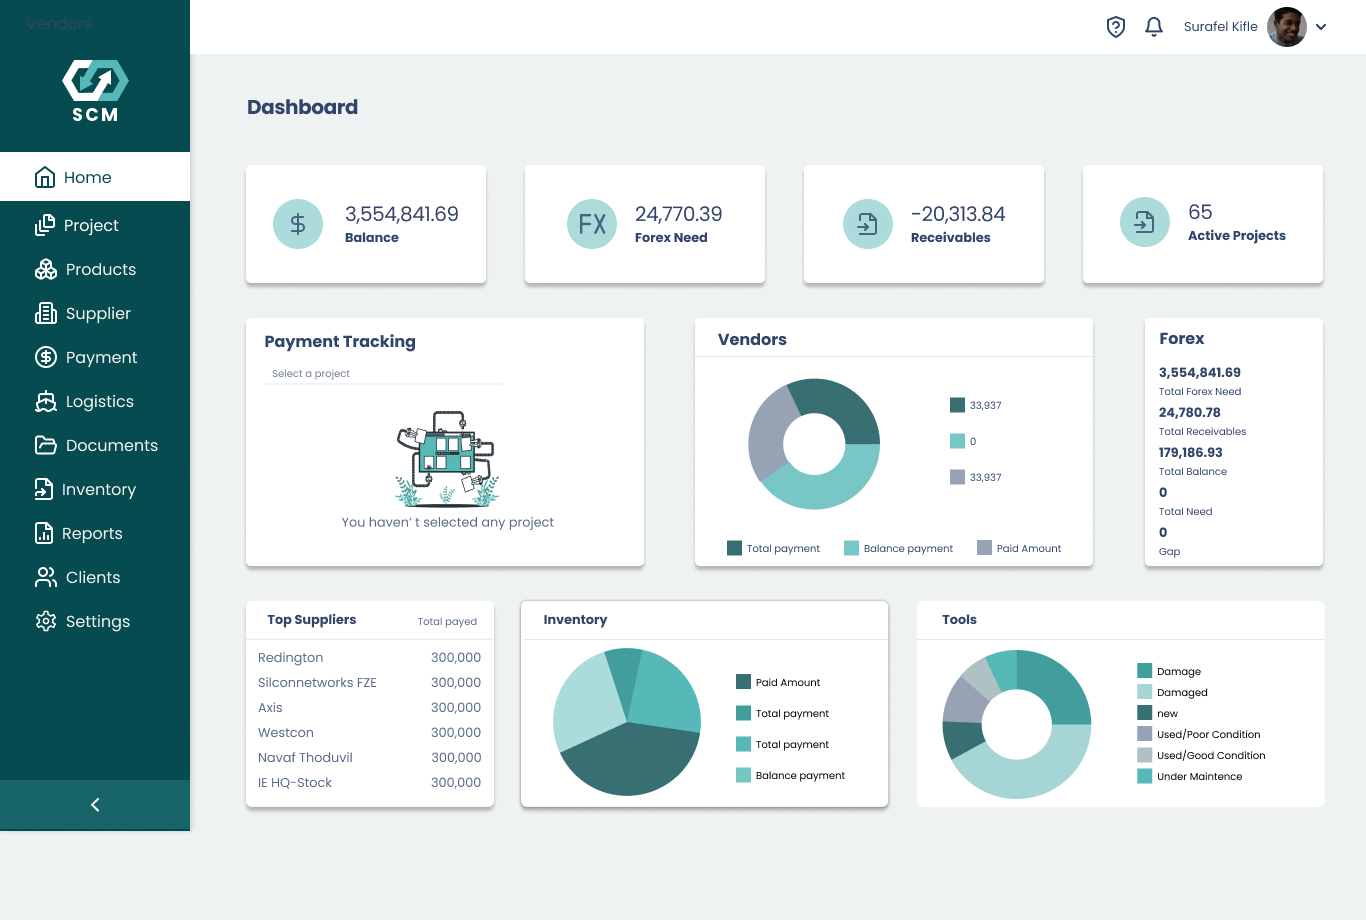 Vendors
SCM
Home
Project
Products
Supplier
Payment
Logistics
Documents
Inventory
Reports
Clients
Settings
Surafel Kifle
Dashboard
$ 3,554,841.69
Balance
FX 24,770.39
Forex Need
-20,313.84
Receivables
65
Active Projects
Payment Tracking
Select a project
You haven’ t selected any project
Vendors
33,937
0
33,937
Total payment Balance payment Paid Amount
Forex
3,554,841.69
Total Forex Need
24,780.78
Total Receivables
179,186.93
Total Balance
0
Total Need
0
Gap
Top Suppliers Total payed
Redington 300,000
Silconnetworks FZE 300,000
Axis 300,000
Westcon 300,000
Navaf Thoduvil 300,000
IE HQ-Stock 300,000
Inventory
Paid Amount
Total payment
Total payment
Balance payment
Tools
Damage
Damaged
new
Used/Poor Condition
Used/Good Condition
Under Maintence